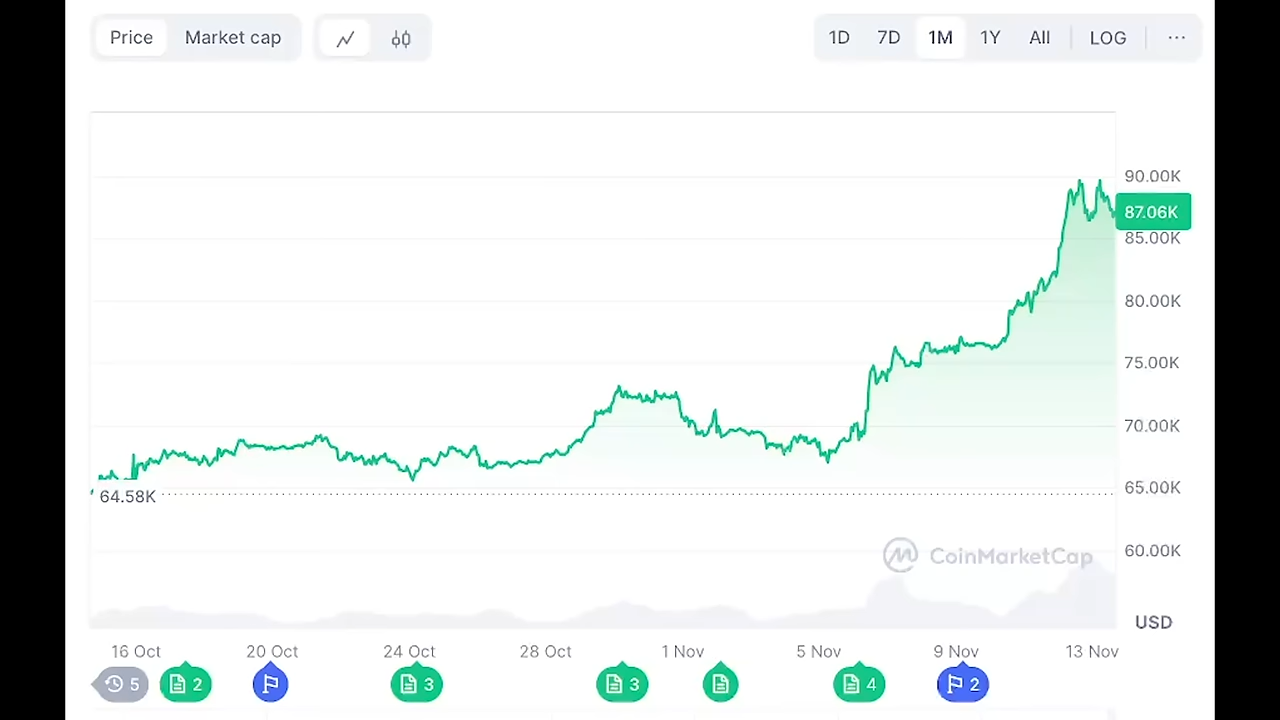 Price Market cap 1D 7D 1M 1Y All LOG ...
90.00K
87.06K
85.00K
80.00K
75.00K
70.00K
64.58K
65.00K
60.00K
CoinMarketCap
USD
16 Oct 20 Oct 24 Oct 28 Oct 1 Nov 5 Nov 9 Nov 13 Nov
5 2 3 3 4 2